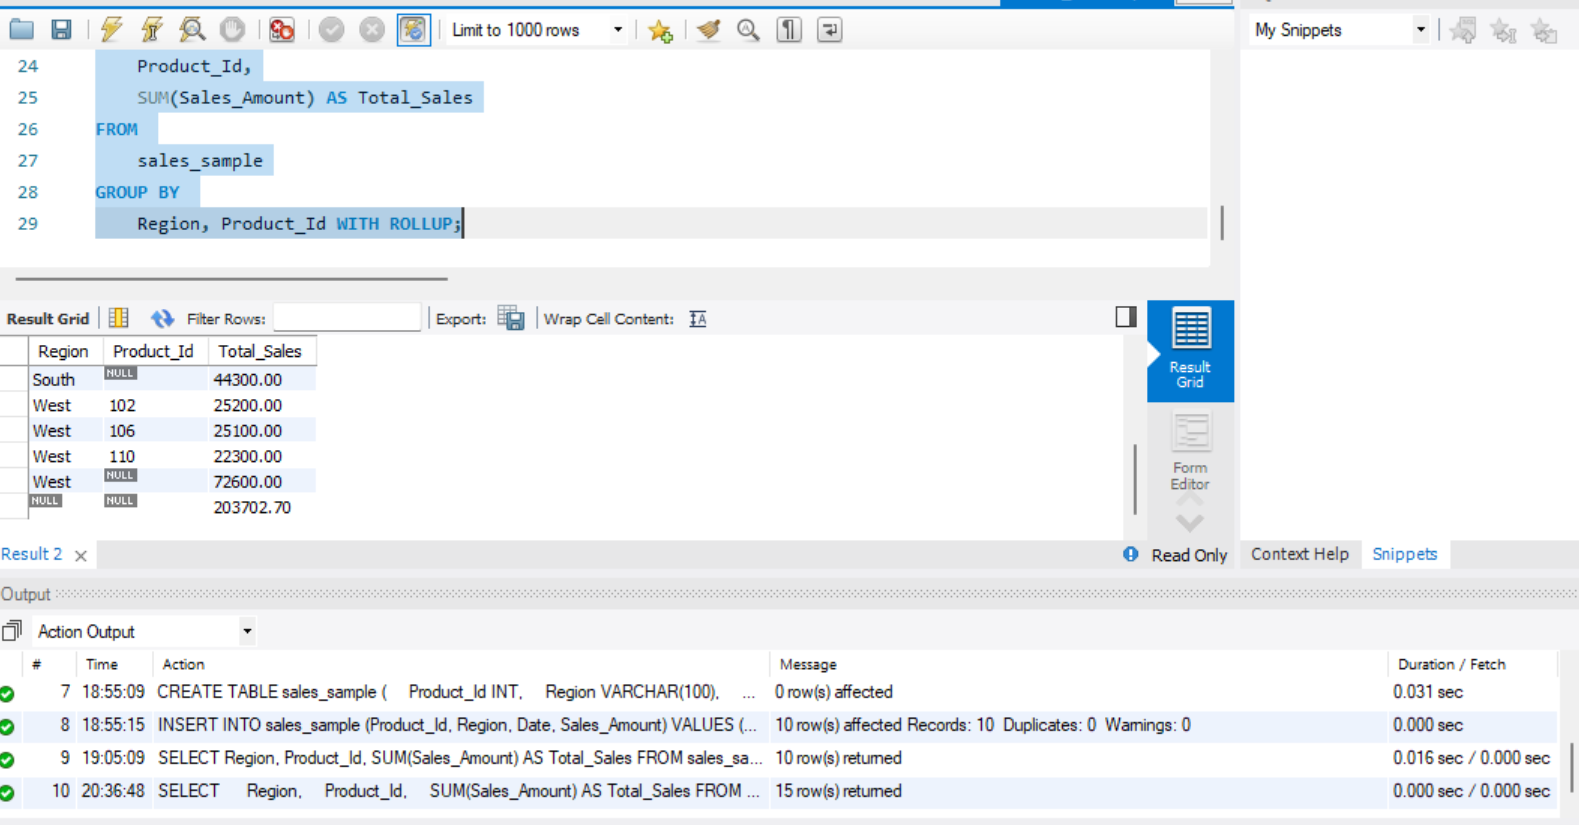 Limit to 1000 rows
My Snippets
24 Product_Id,
25 SUM(Sales_Amount) AS Total_Sales
26 FROM
27 sales_sample
28 GROUP BY
29 Region, Product_Id WITH ROLLUP;
Result Grid Filter Rows: Export: Wrap Cell Content: IA
Result Grid
Form Editor
Region Product_Id Total_Sales
South NULL 44300.00
West 102 25200.00
West 106 25100.00
West 110 22300.00
West NULL 72600.00
NULL NULL 203702.70
Result 2 Read Only Context Help Snippets
Output
Action Output
# Time Action Message Duration / Fetch
7 18:55:09 CREATE TABLE sales_sample ( Product_Id INT, Region VARCHAR(100), ... 0 row(s) affected 0.031 sec
8 18:55:15 INSERT INTO sales_sample (Product_Id, Region, Date, Sales_Amount) VALUES (... 10 row(s) affected Records: 10 Duplicates: 0 Warnings: 0 0.000 sec
9 19:05:09 SELECT Region, Product_Id, SUM(Sales_Amount) AS Total_Sales FROM sales_sa... 10 row(s) returned 0.016 sec / 0.000 sec
10 20:36:48 SELECT Region, Product_Id, SUM(Sales_Amount) AS Total_Sales FROM ... 15 row(s) returned 0.000 sec / 0.000 sec